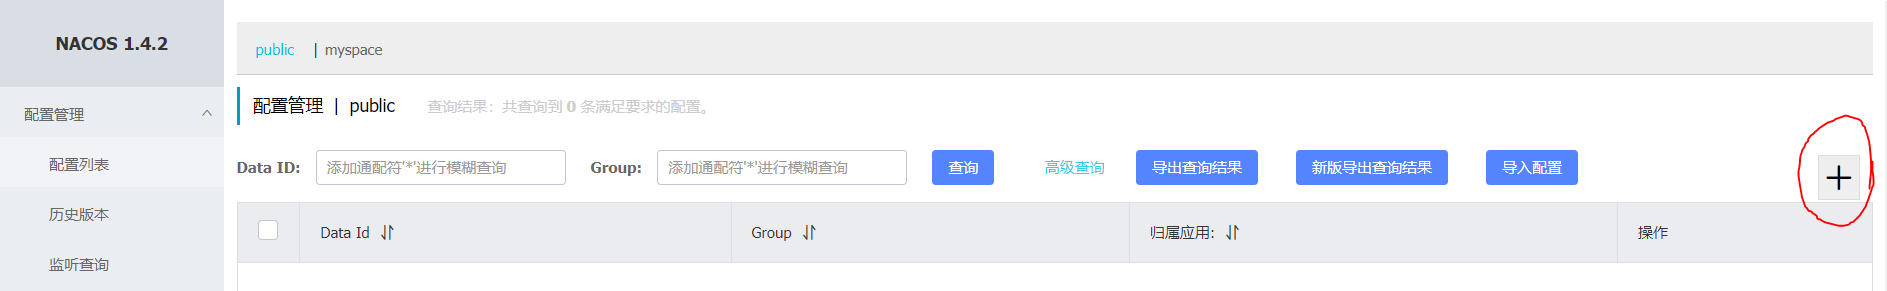 NACOS 1.4.2
public | myspace
配置管理
配置管理 | public 查询结果：共查询到 0 条满足要求的配置。
配置列表
Data ID: 添加通配符'*'进行模糊查询 Group: 添加通配符'*'进行模糊查询 查询 高级查询 导出查询结果 新版导出查询结果 导入配置
历史版本
Data Id Group 归属应用: 操作
监听查询